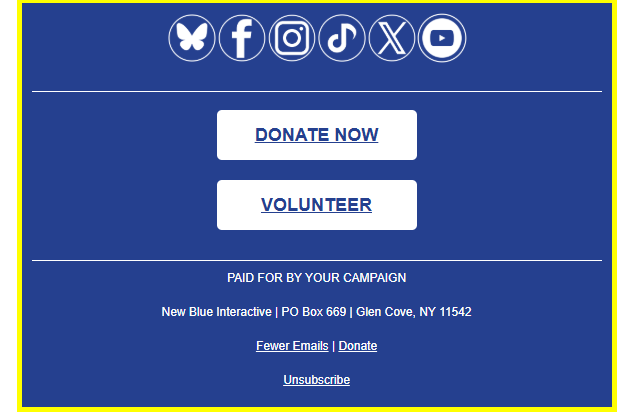 DONATE NOW
VOLUNTEER
PAID FOR BY YOUR CAMPAIGN
New Blue Interactive | PO Box 669 | Glen Cove, NY 11542
Fewer Emails | Donate
Unsubscribe